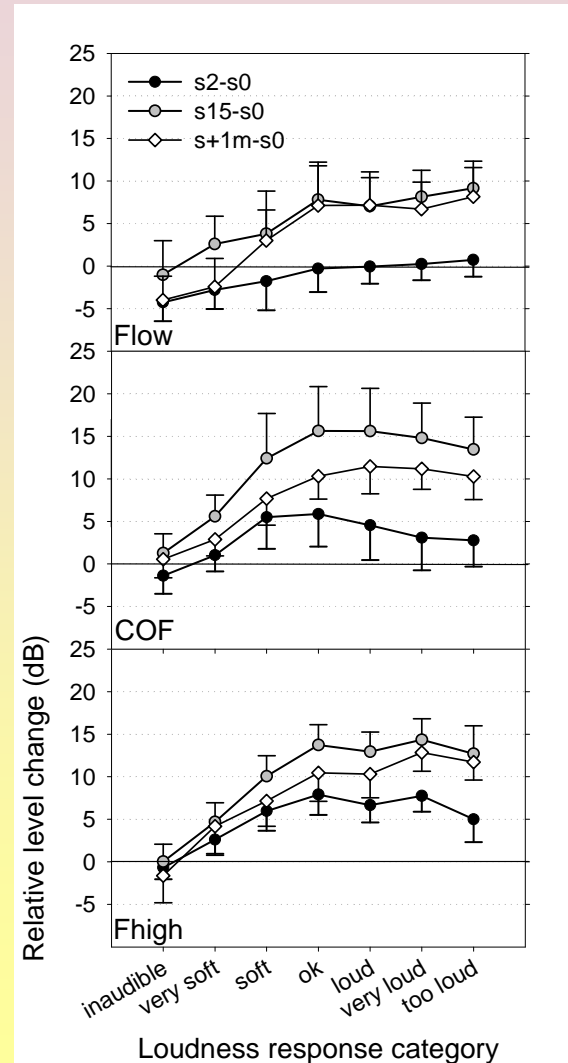 25
s2-s0
20
s15-s0
15
s+1m-s0
10
5
0
-5
Flow
25
20
15
10
5
0
-5
COF
25
20
15
10
5
0
-5
Fhigh
Relative level change (dB)
inaudible
very soft
soft
ok
loud
very loud
too loud
Loudness response category